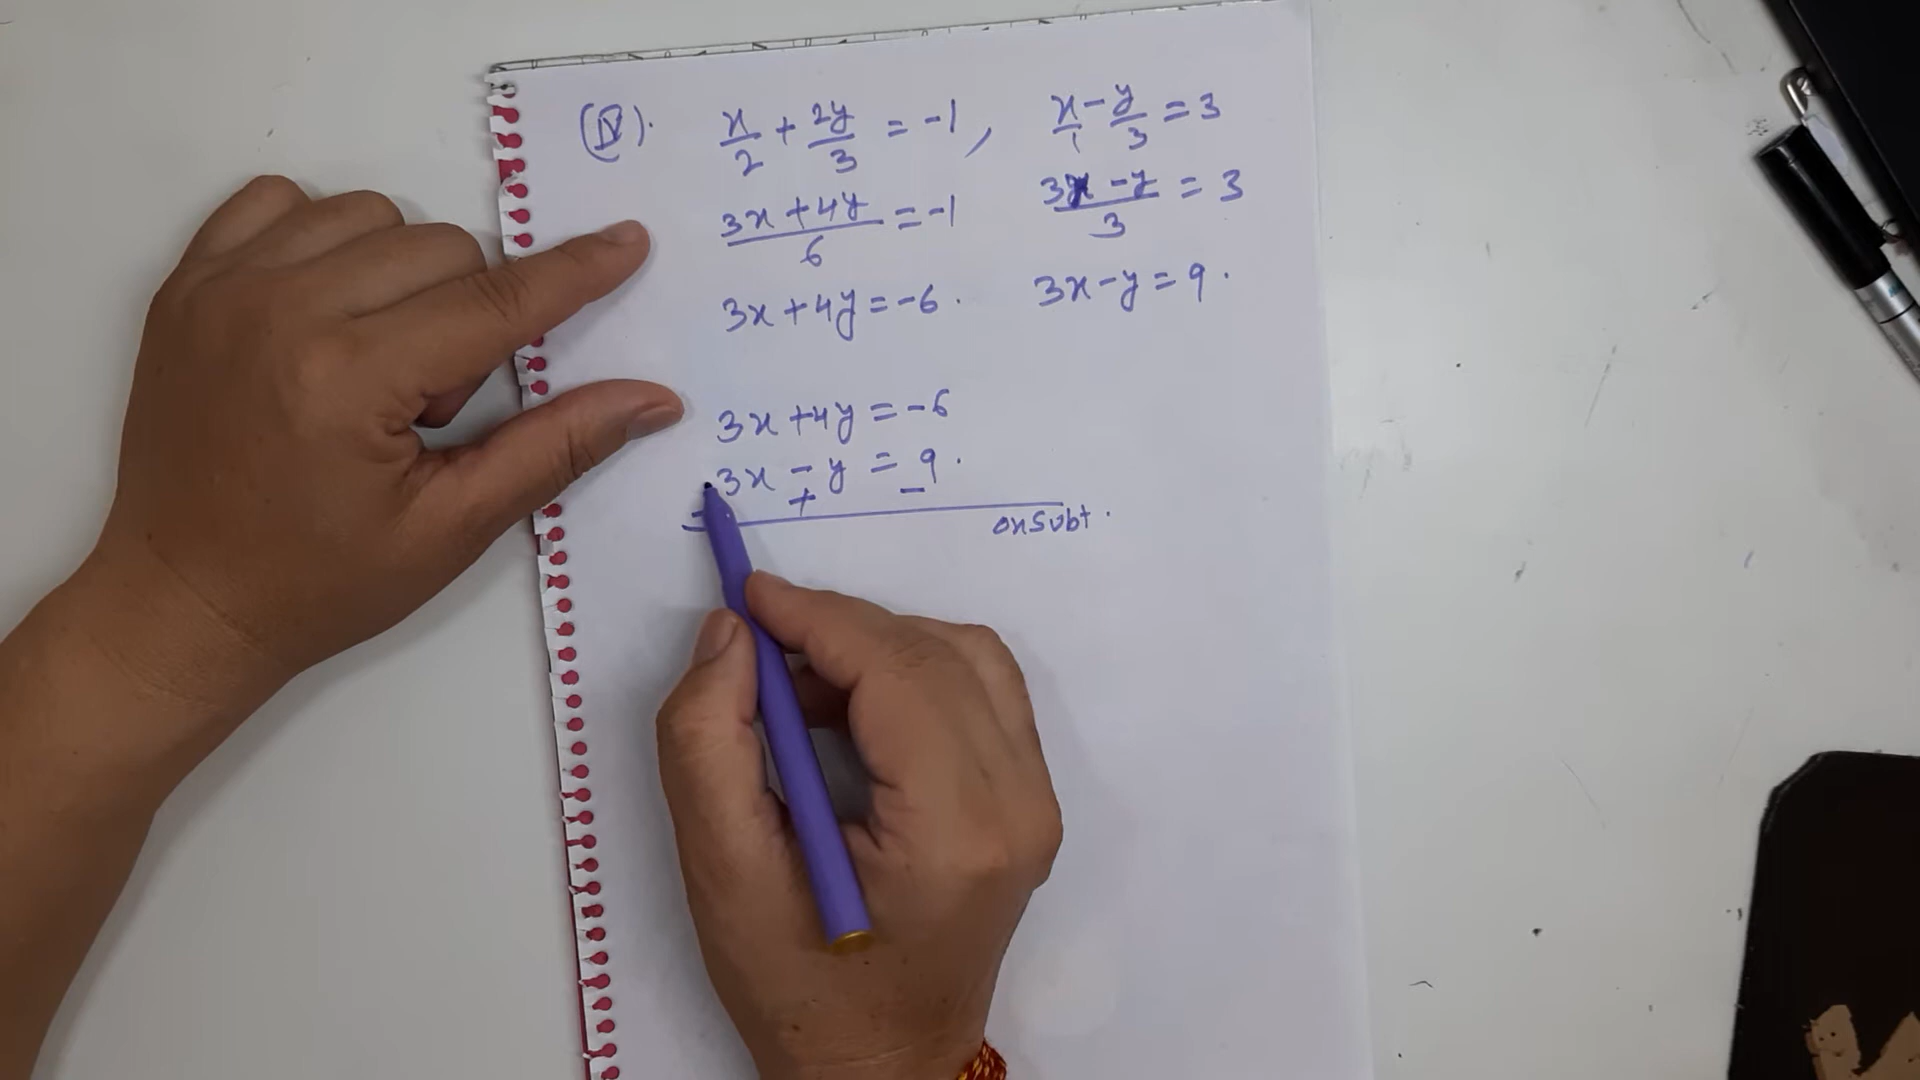 (IV). x/2 + 2y/3 = -1, x/1 - y/3 = 3
(3x + 4y)/6 = -1 (3x - y)/3 = 3
3x + 4y = -6. 3x - y = 9.
3x + 4y = -6
3x - y = 9.
- + -
on Subt.